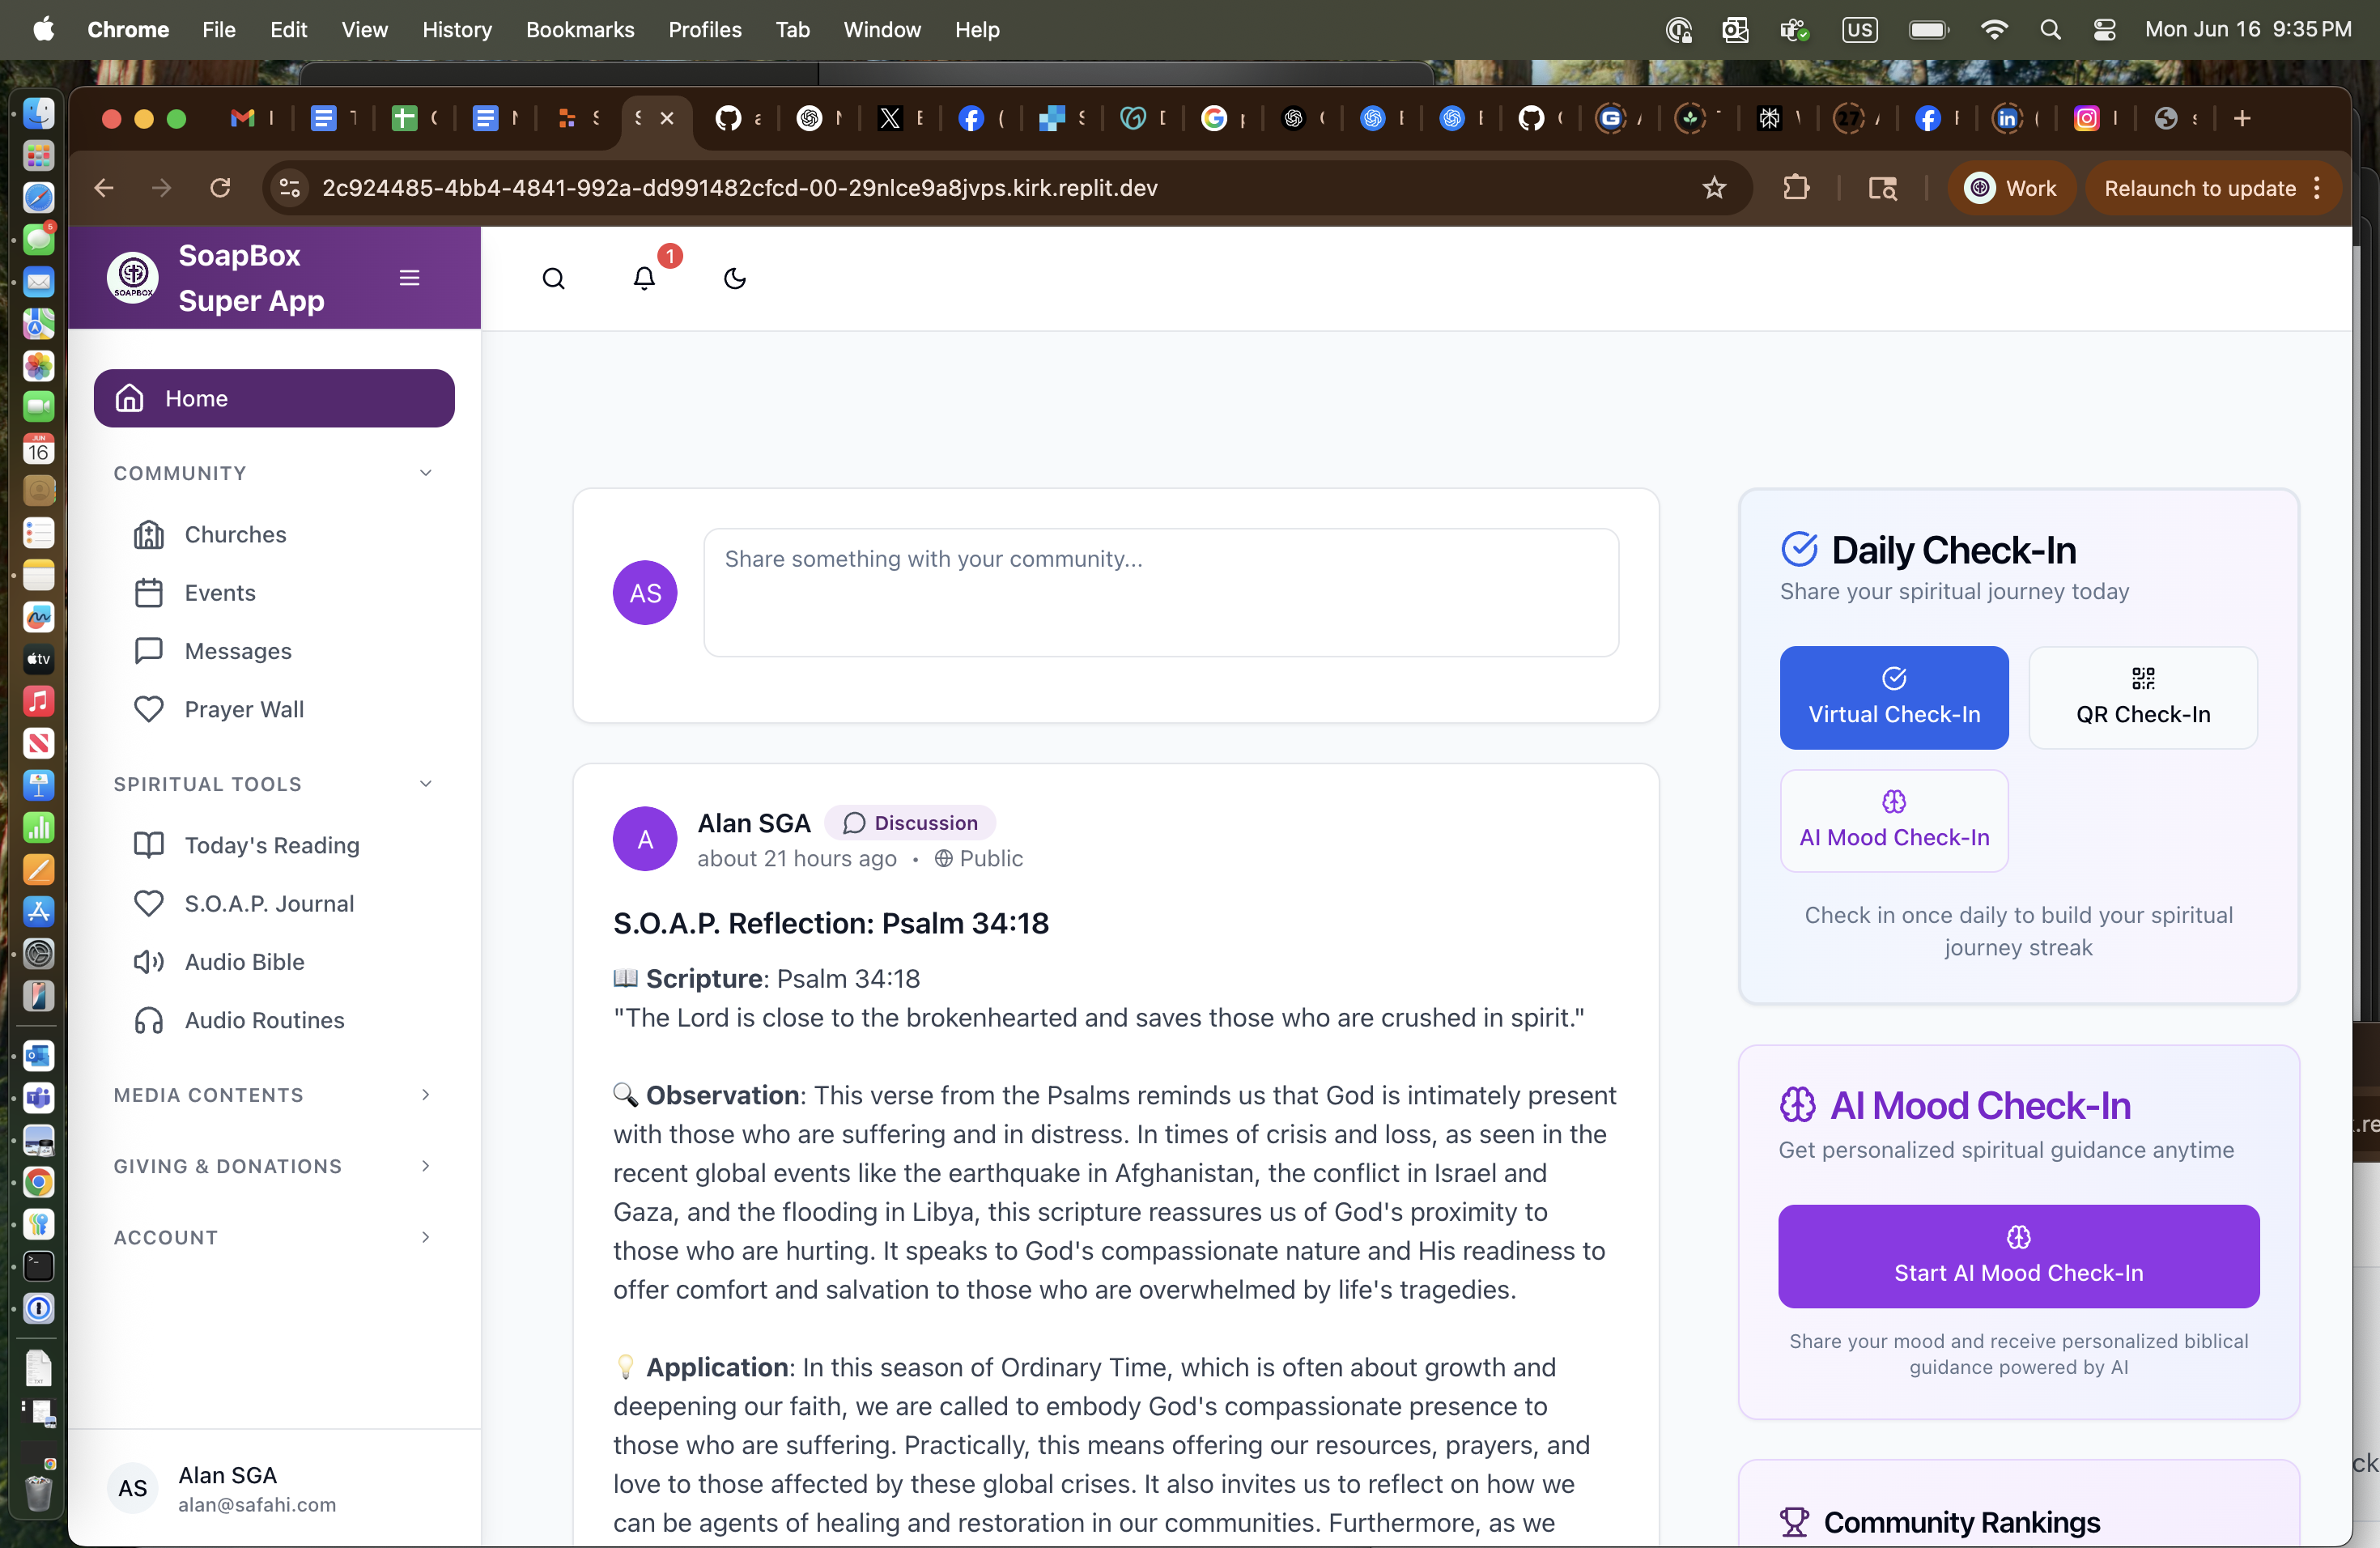 Chrome File Edit View History Bookmarks Profiles Tab Window Help
US
Mon Jun 16 9:35 PM
2c924485-4bb4-4841-992a-dd991482cfcd-00-29nlce9a8jvps.kirk.replit.dev
Work
Relaunch to update
SOAPBOX
SoapBox
Super App
1
Home
COMMUNITY
Churches
Events
Messages
Prayer Wall
SPIRITUAL TOOLS
Today's Reading
S.O.A.P. Journal
Audio Bible
Audio Routines
MEDIA CONTENTS
GIVING & DONATIONS
ACCOUNT
AS
Alan SGA
alan@safahi.com
AS
Share something with your community...
A
Alan SGA
Discussion
about 21 hours ago • Public
S.O.A.P. Reflection: Psalm 34:18
Scripture: Psalm 34:18
"The Lord is close to the brokenhearted and saves those who are crushed in spirit."
Observation: This verse from the Psalms reminds us that God is intimately present
with those who are suffering and in distress. In times of crisis and loss, as seen in the
recent global events like the earthquake in Afghanistan, the conflict in Israel and
Gaza, and the flooding in Libya, this scripture reassures us of God's proximity to
those who are hurting. It speaks to God's compassionate nature and His readiness to
offer comfort and salvation to those who are overwhelmed by life's tragedies.
Application: In this season of Ordinary Time, which is often about growth and
deepening our faith, we are called to embody God's compassionate presence to
those who are suffering. Practically, this means offering our resources, prayers, and
love to those affected by these global crises. It also invites us to reflect on how we
can be agents of healing and restoration in our communities. Furthermore, as we
Daily Check-In
Share your spiritual journey today
Virtual Check-In
QR Check-In
AI Mood Check-In
Check in once daily to build your spiritual
journey streak
AI Mood Check-In
Get personalized spiritual guidance anytime
Start AI Mood Check-In
Share your mood and receive personalized biblical
guidance powered by AI
Community Rankings
5
JUN
16
tv